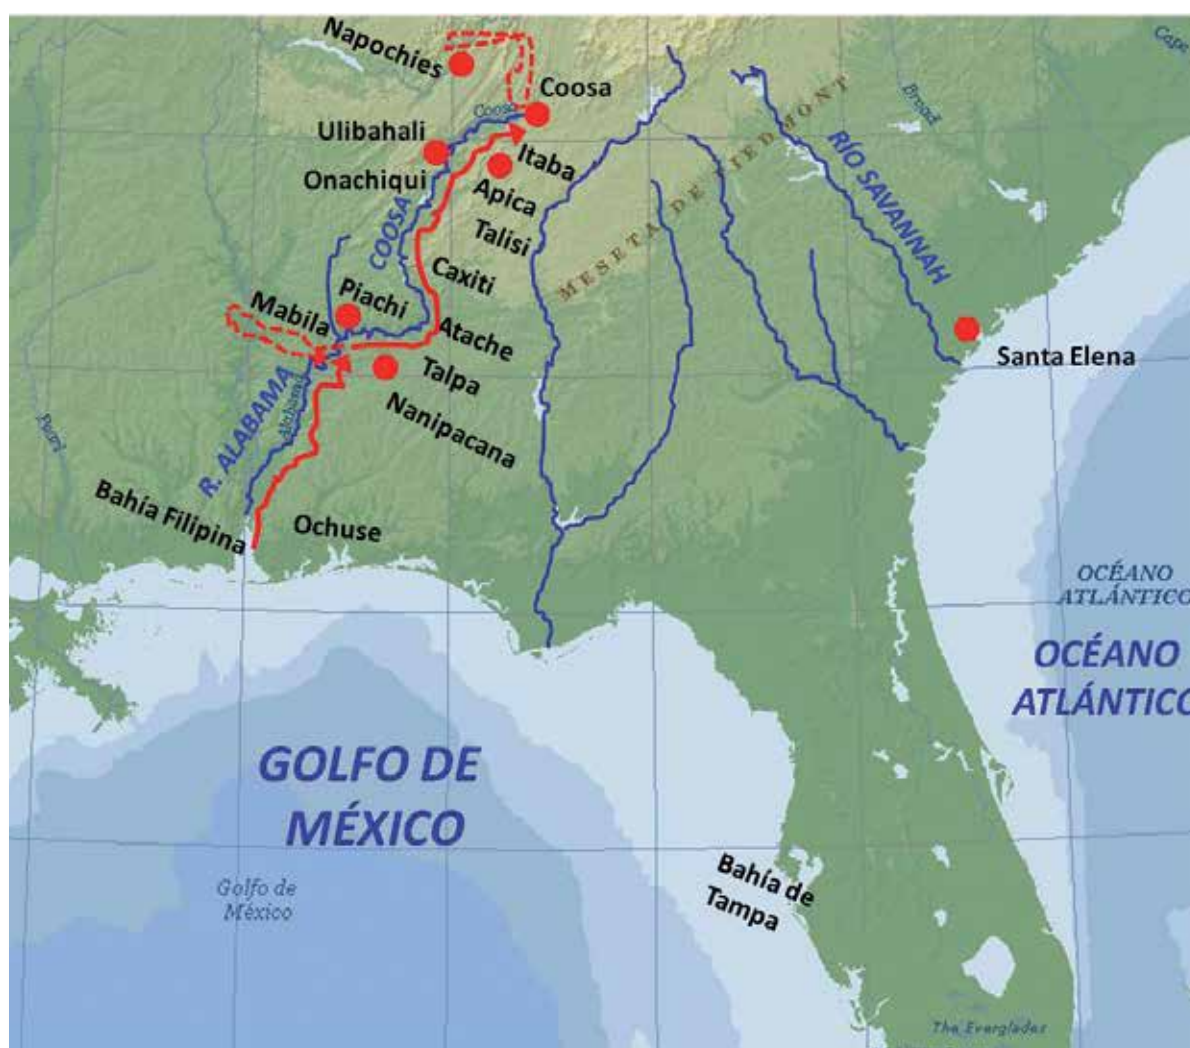 Napochies
Cape
Coosa
Coosa
Broad
Ulibahali
Itaba
Onachiqui
Apica
COOSA
Talisi
MESETA DE PIEDMONT
RÍO SAVANNAH
Caxiti
Piachi
Mabila
Atache
Santa Elena
Talpa
R. ALABAMA
Alabama
Nanipacana
Pearl
Bahía Filipina
Ochuse
OCÉANO
ATLÁNTICO
OCÉANO
ATLÁNTICO
GOLFO DE
MÉXICO
Golfo de
México
Bahía de
Tampa
The Everglades